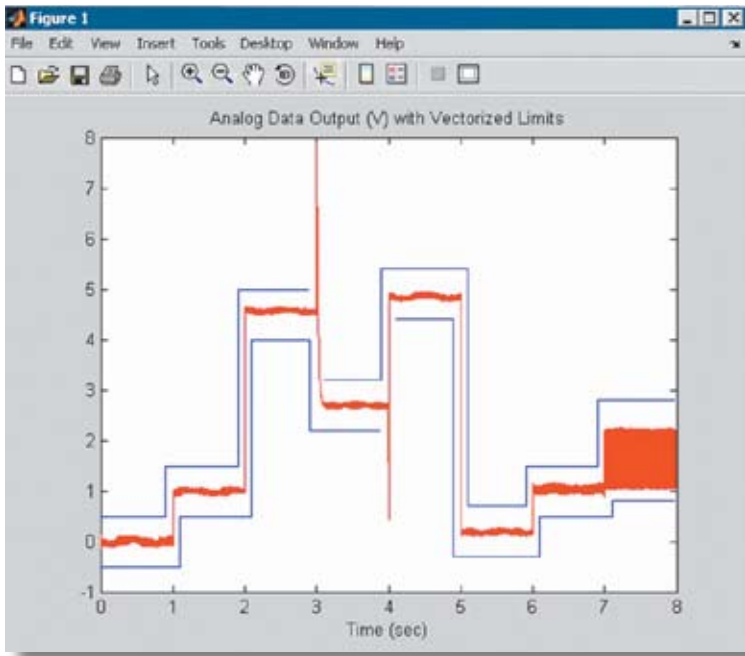 Figure 1
File Edit View Insert Tools Desktop Window Help
Analog Data Output (V) with Vectorized Limits
8
7
6
5
4
3
2
1
0
-1
0 1 2 3 4 5 6 7 8
Time (sec)